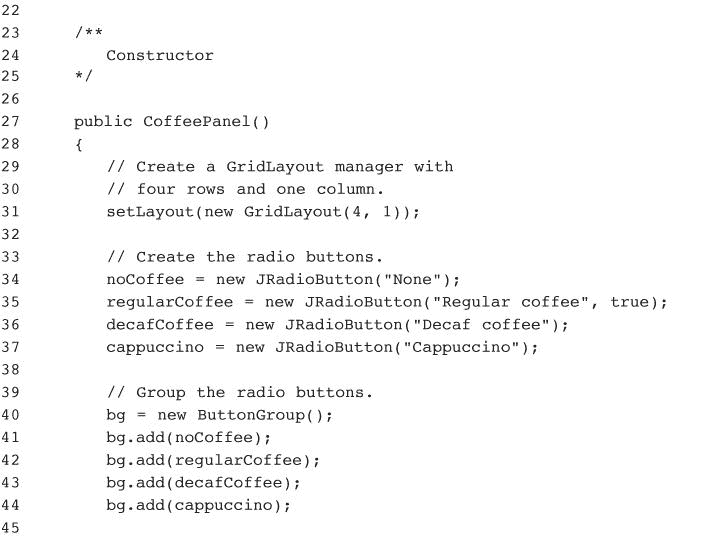 22
23 /**
24 Constructor
25 */
26
27 public CoffeePanel()
28 {
29 // Create a GridLayout manager with
30 // four rows and one column.
31 setLayout(new GridLayout(4, 1));
32
33 // Create the radio buttons.
34 noCoffee = new JRadioButton("None");
35 regularCoffee = new JRadioButton("Regular coffee", true);
36 decafCoffee = new JRadioButton("Decaf coffee");
37 cappuccino = new JRadioButton("Cappuccino");
38
39 // Group the radio buttons.
40 bg = new ButtonGroup();
41 bg.add(noCoffee);
42 bg.add(regularCoffee);
43 bg.add(decafCoffee);
44 bg.add(cappuccino);
45